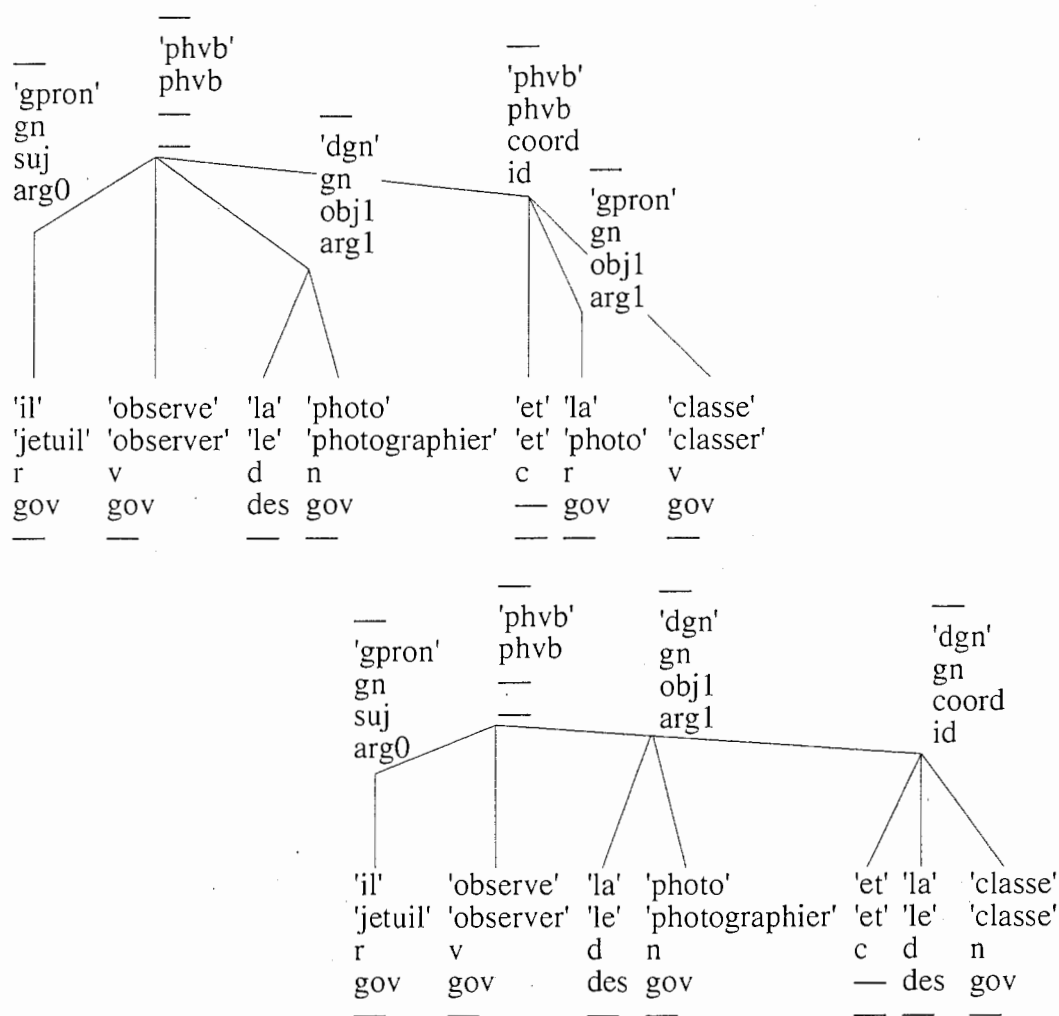 —
'phvb'
phvb
—
—
—
'gpron'
gn
suj
arg0
—
'dgn'
gn
obj1
arg1
—
'phvb'
phvb
coord
id
—
'gpron'
gn
obj1
arg1
'il' 'observe' 'la' 'photo' 'et' 'la' 'classe'
'jetuil' 'observer' 'le' 'photographier' 'et' 'photo' 'classer'
r v d n c r v
gov gov des gov — gov gov
— — — — — — —
—
'gpron'
gn
suj
arg0
—
'phvb'
phvb
—
—
—
'dgn'
gn
obj1
arg1
—
'dgn'
gn
coord
id
'il' 'observe' 'la' 'photo' 'et' 'la' 'classe'
'jetuil' 'observer' 'le' 'photographier' 'et' 'le' 'classe'
r v d n c d n
gov gov des gov — des gov
— — — — — — —